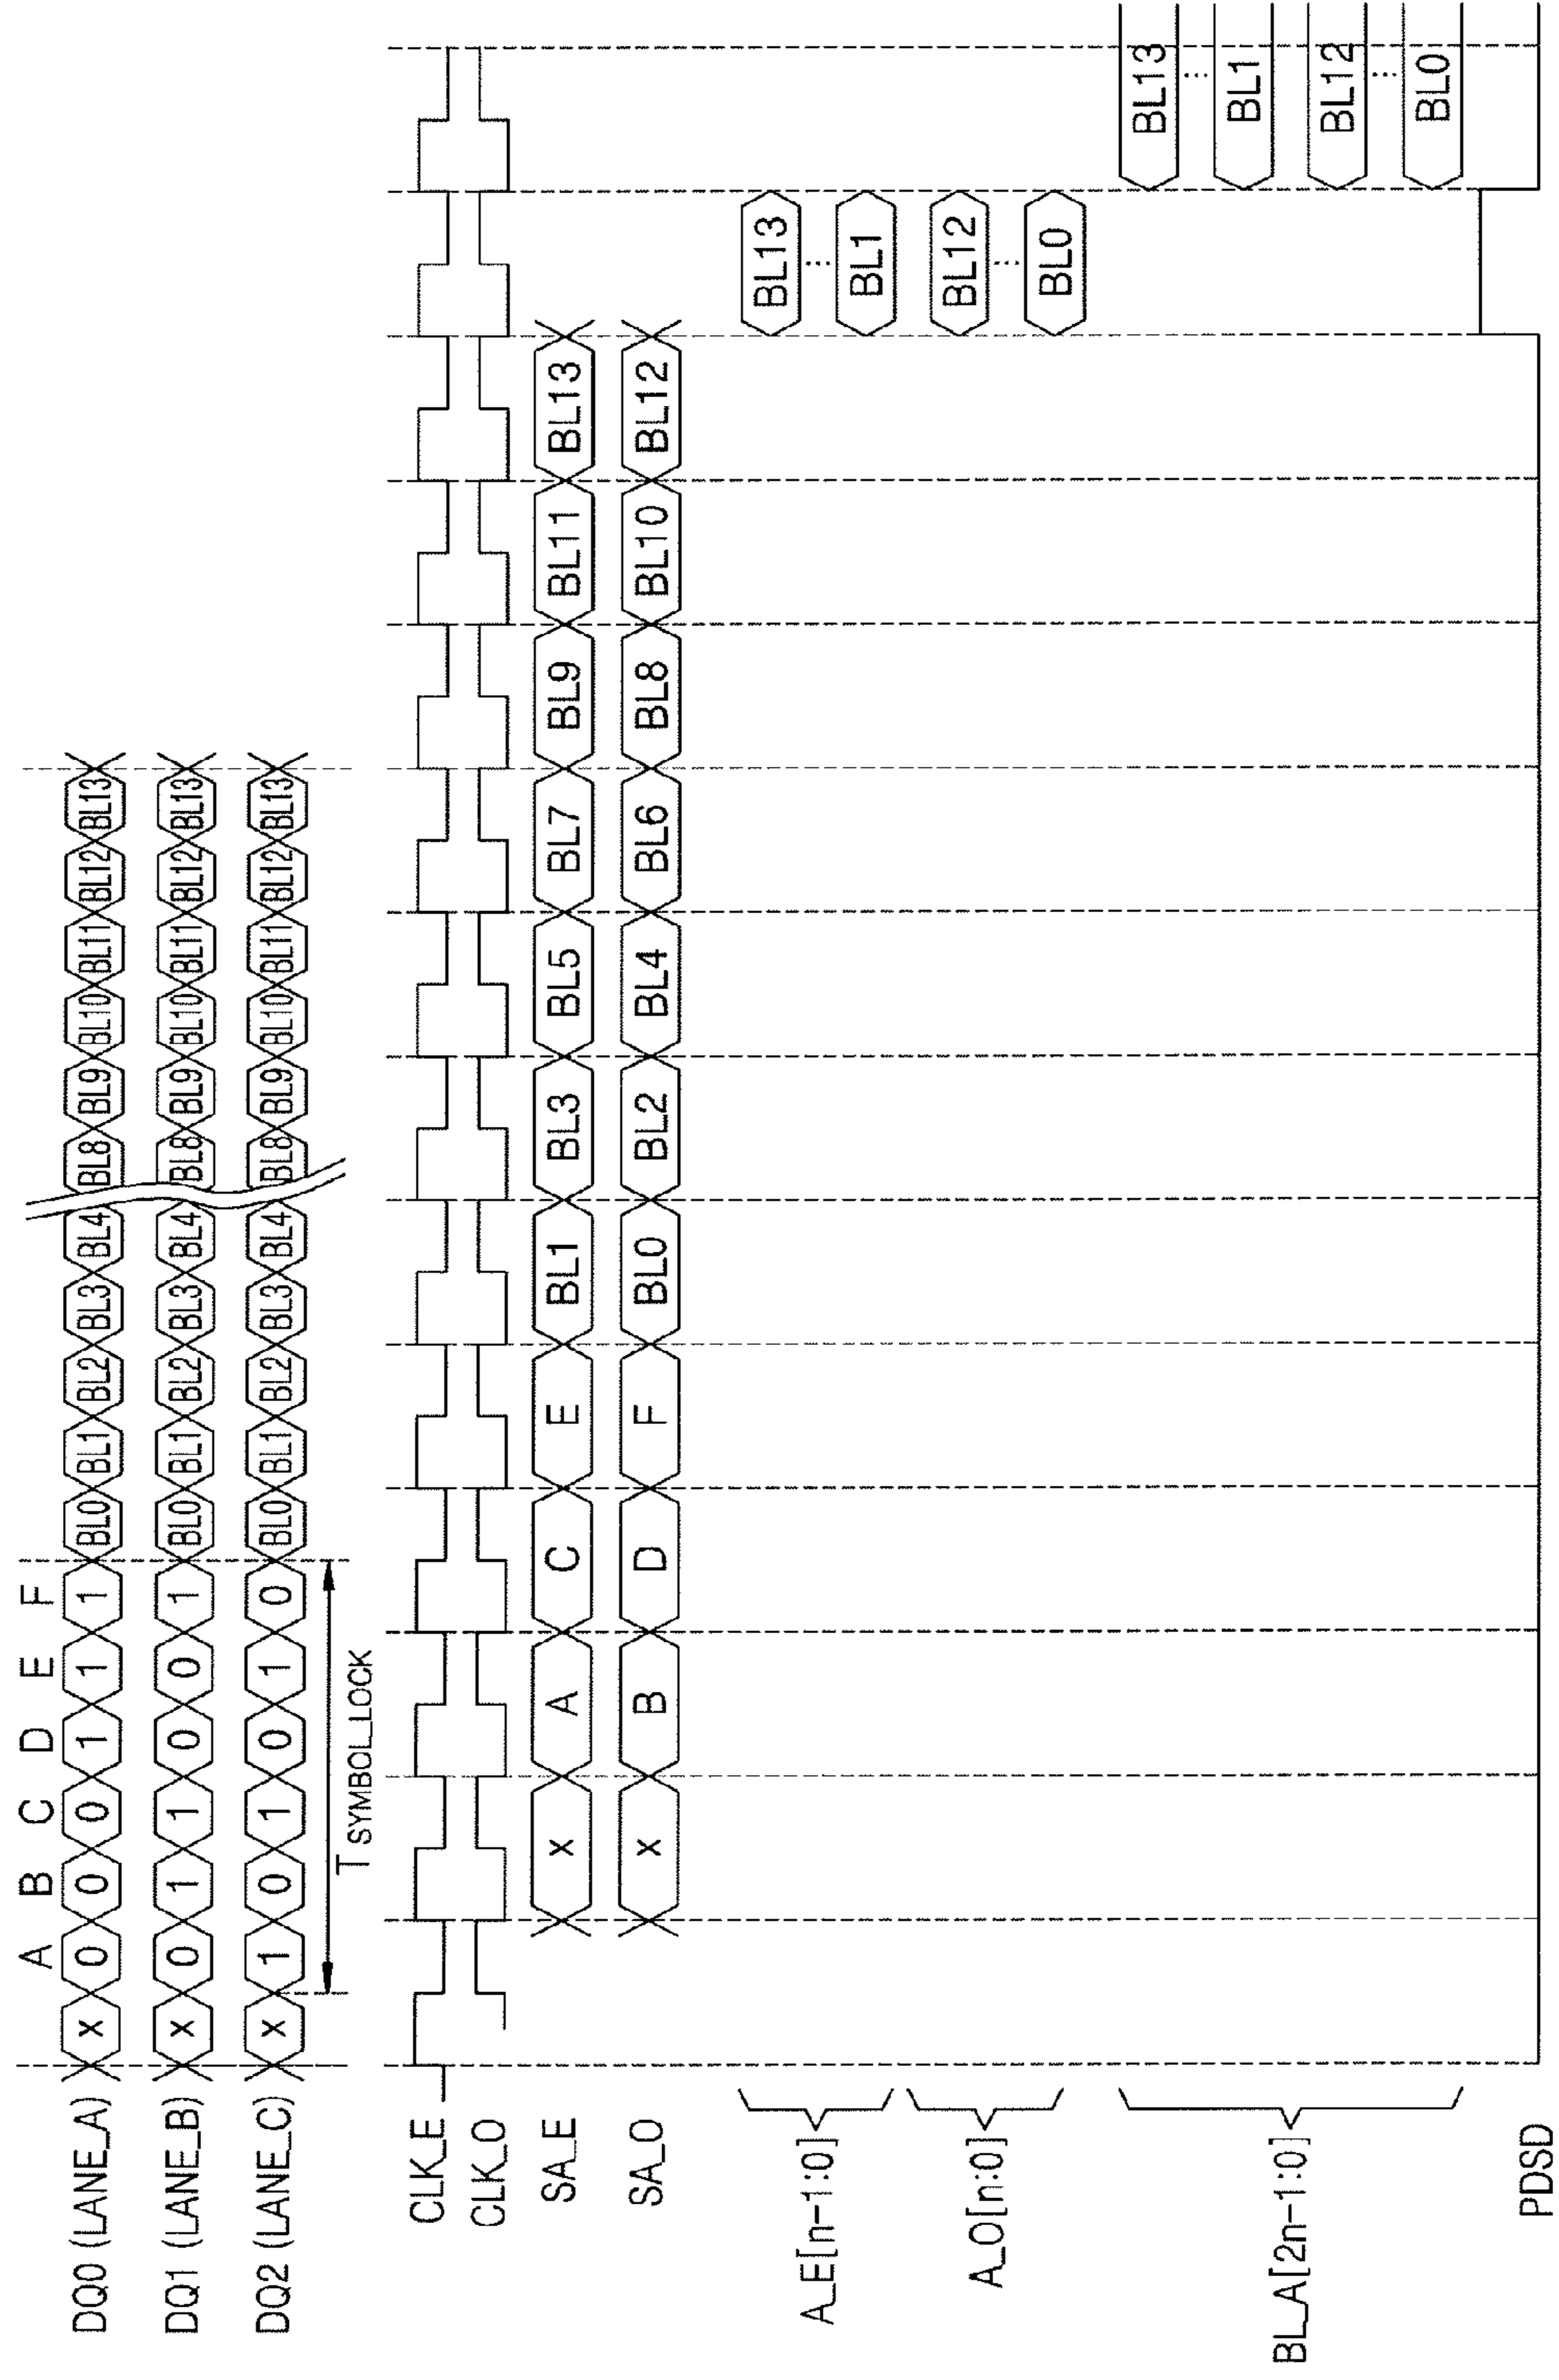 A B C D E F
DQ0 (LANE_A) x 0 0 0 1 1 1 BL0 BL1 BL2 BL3 BL4 BL8 BL9 BL10 BL11 BL12 BL13
DQ1 (LANE_B) x 0 1 1 0 0 1 BL0 BL1 BL2 BL3 BL4 BL8 BL9 BL10 BL11 BL12 BL13
DQ2 (LANE_C) x 1 0 1 0 1 0 BL0 BL1 BL2 BL3 BL4 BL8 BL9 BL10 BL11 BL12 BL13
T SYMBOL_LOCK
CLK_E
CLK_O
SA_E x A C E BL1 BL3 BL5 BL7 BL9 BL11 BL13
SA_O x B D F BL0 BL2 BL4 BL6 BL8 BL10 BL12
A_E[n-1:0] BL13
BL1
A_O[n:0] BL12
BL0
BL_A[2n-1:0] BL13
BL1
BL12
BL0
PDSD